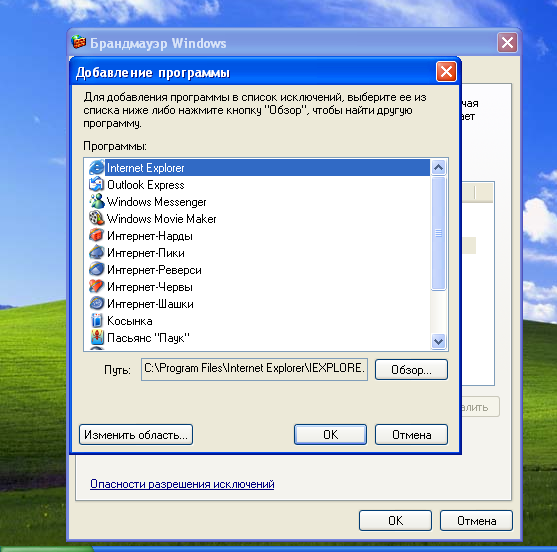 Брандмауэр Windows
Добавление программы
Для добавления программы в список исключений, выберите ее из
списка ниже либо нажмите кнопку "Обзор", чтобы найти другую
программу.
Программы:
Internet Explorer
Outlook Express
Windows Messenger
Windows Movie Maker
Интернет-Нарды
Интернет-Пики
Интернет-Реверси
Интернет-Червы
Интернет-Шашки
Косынка
Пасьянс "Паук"
Путь:
C:\Program Files\Internet Explorer\IEXPLORE.
Обзор...
Изменить область...
OK
Отмена
Опасности разрешения исключений
OK
Отмена